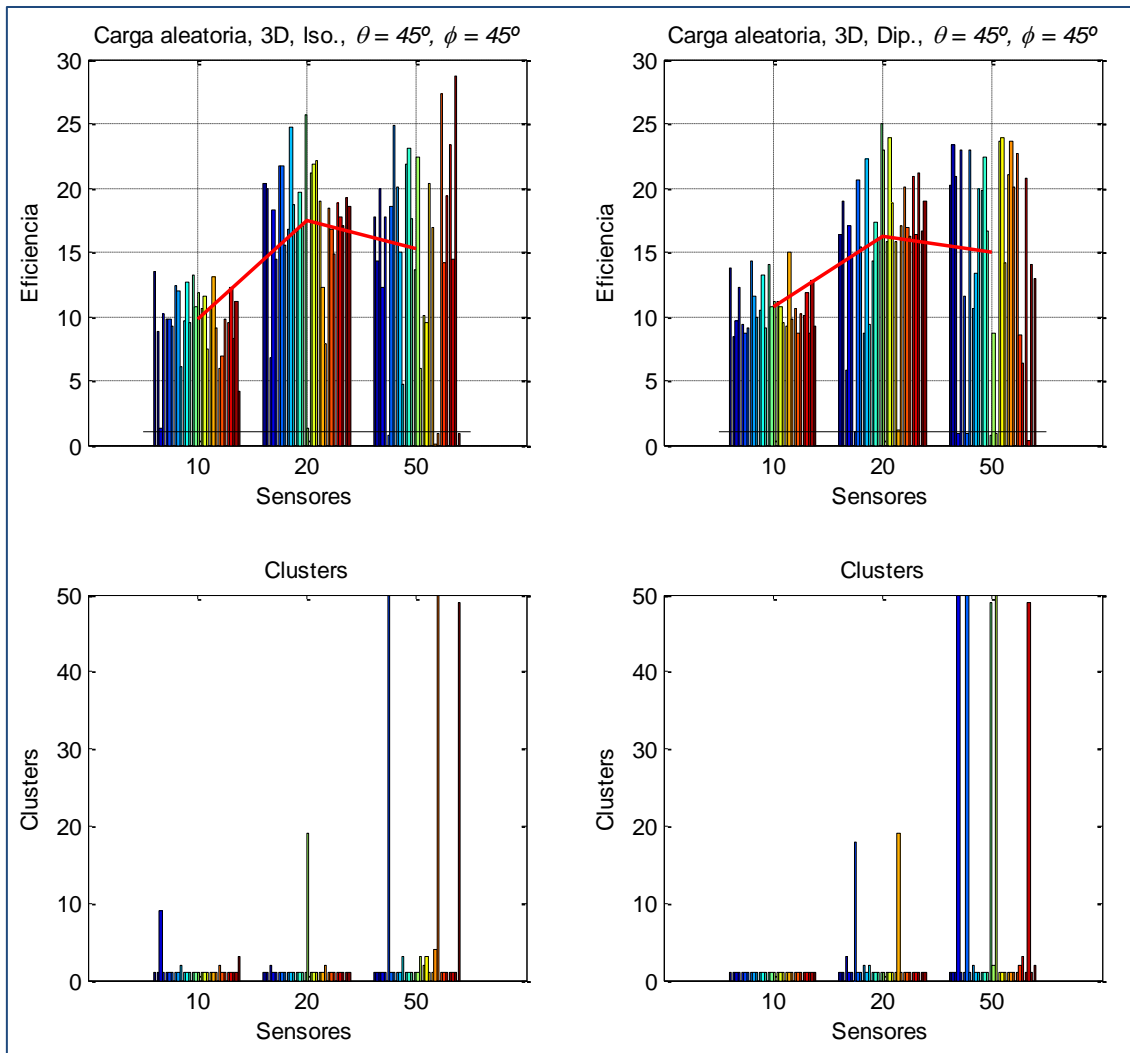 Carga aleatoria, 3D, Iso., θ = 45º, ϕ = 45º
30
25
20
15
10
5
0
Eficiencia
10 20 50
Sensores
Carga aleatoria, 3D, Dip., θ = 45º, ϕ = 45º
30
25
20
15
10
5
0
Eficiencia
10 20 50
Sensores
Clusters
50
40
30
20
10
0
Clusters
10 20 50
Sensores
Clusters
50
40
30
20
10
0
Clusters
10 20 50
Sensores